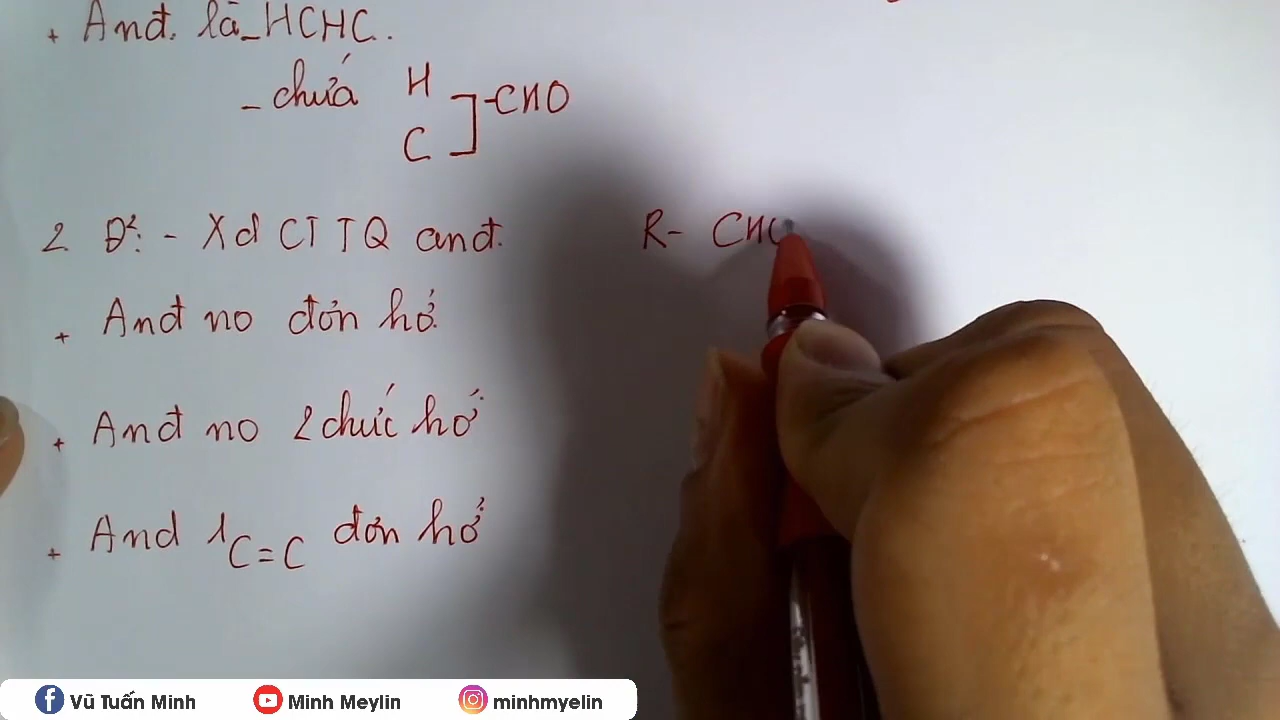 + Anđ. là - HCHC.
- chứa H
C ] - CHO
2 Đ²: - Xđ CTTQ anđ.
R- CHO
+ Anđ no đơn hở.
+ Anđ no 2 chức hở
+ Anđ 1 C=C đơn hở
Vũ Tuấn Minh
Minh Meylin
minhmyelin